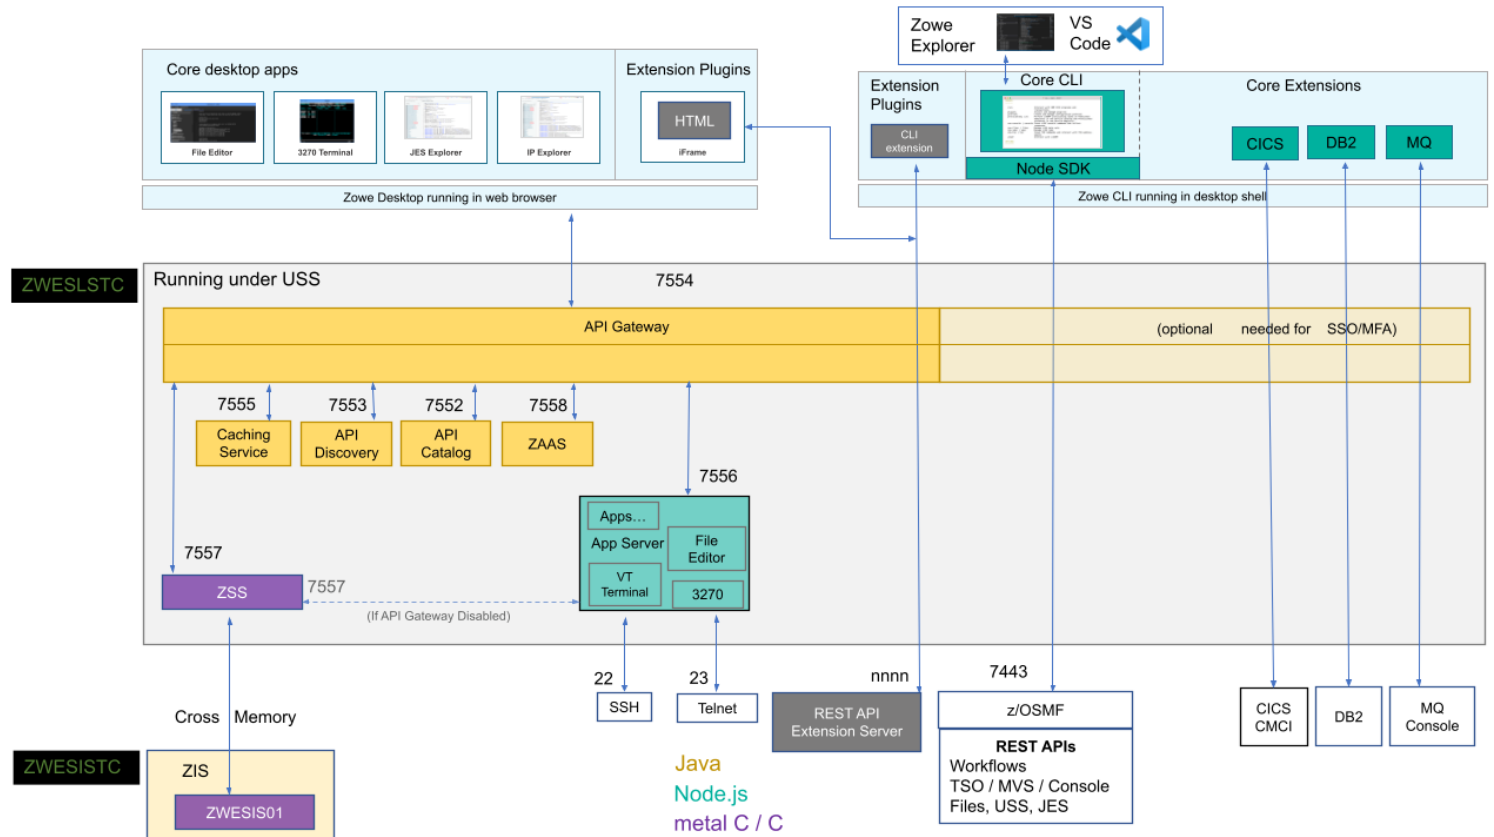 Zowe
Explorer
VS
Code
Core desktop apps
Extension Plugins
File Editor
3270 Terminal
JES Explorer
IP Explorer
HTML
iFrame
Zowe Desktop running in web browser
Extension
Plugins
CLI
extension
Core CLI
Node SDK
Core Extensions
CICS
DB2
MQ
Zowe CLI running in desktop shell
ZWESLSTC
Running under USS
7554
API Gateway
(optional needed for SSO/MFA)
7555
7553
7552
7558
Caching
Service
API
Discovery
API
Catalog
ZAAS
7556
Apps...
App Server
File
Editor
VT
Terminal
3270
7557
ZSS
7557
(If API Gateway Disabled)
22
SSH
23
Telnet
nnnn
REST API
Extension Server
7443
z/OSMF
REST APIs
Workflows
TSO / MVS / Console
Files, USS, JES
CICS
CMCI
DB2
MQ
Console
Cross Memory
ZWESISTC
ZIS
ZWESIS01
Java
Node.js
metal C / C